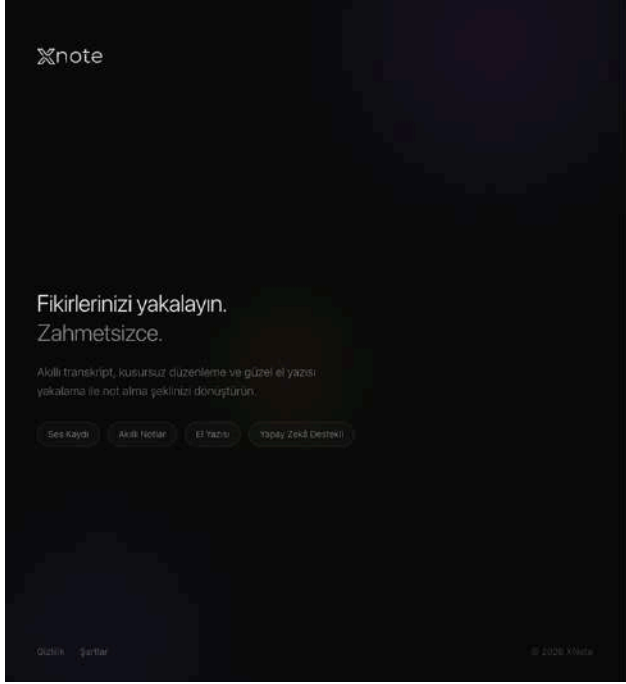 Xnote
Fikirlerinizi yakalayın.
Zahmetsizce.
Akıllı transkript, kusursuz düzenleme ve güzel el yazısı
yakalama ile not alma şeklinizi dönüştürün.
Ses Kaydı Akıllı Notlar El Yazısı Yapay Zekâ Destekli
Gizlilik Şartlar © 2026 XNote